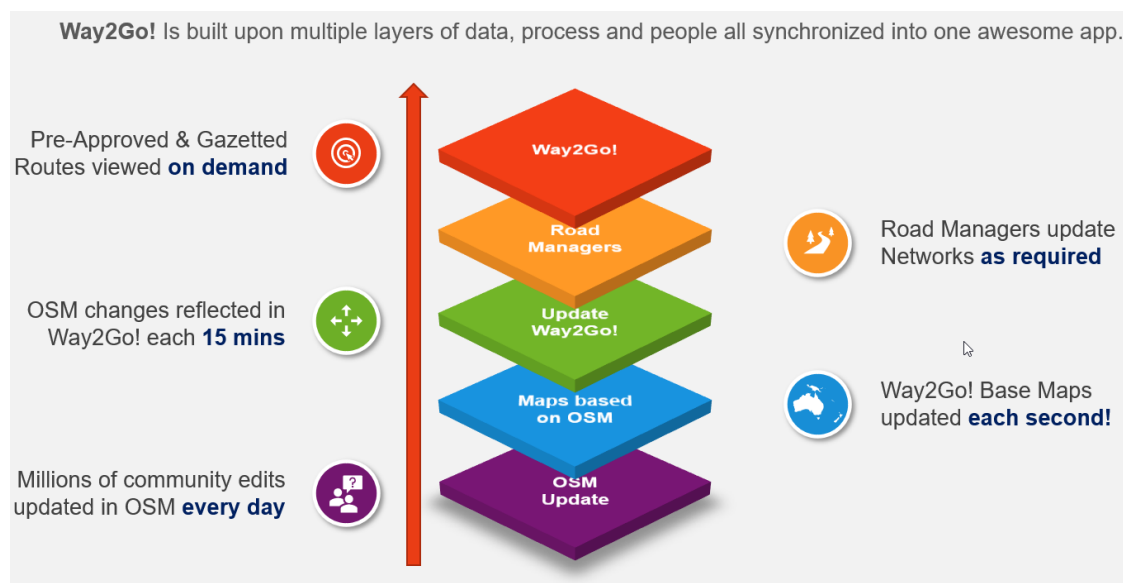 Way2Go! Is built upon multiple layers of data, process and people all synchronized into one awesome app.
Pre-Approved & Gazetted
Routes viewed on demand
Way2Go!
Road
Managers
Road Managers update
Networks as required
OSM changes reflected in
Way2Go! each 15 mins
Update
Way2Go!
Maps based
on OSM
Way2Go! Base Maps
updated each second!
Millions of community edits
updated in OSM every day
?
OSM
Update